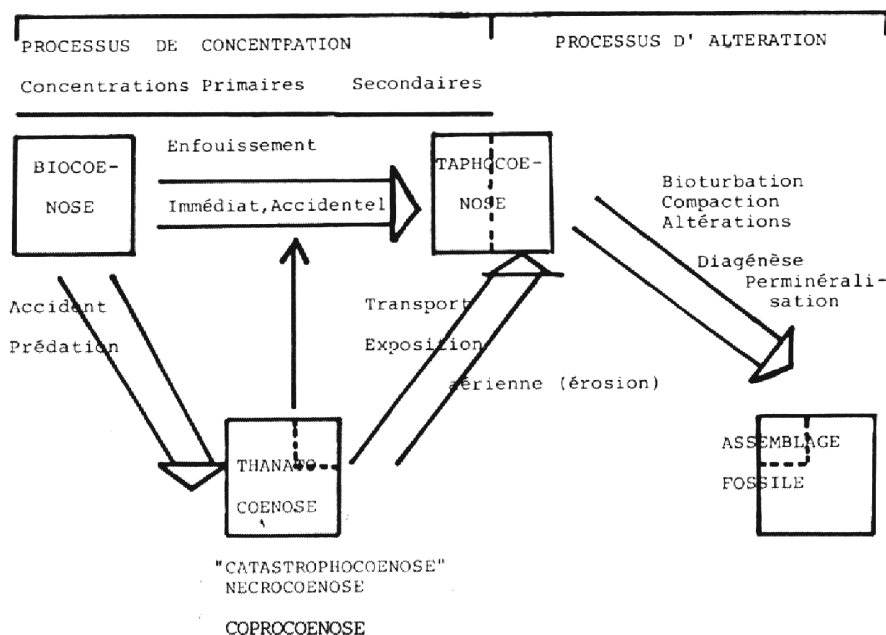 PROCESSUS DE CONCENTRATION
PROCESSUS D' ALTERATION
Concentrations Primaires Secondaires
Enfouissement
BIOCOE-
NOSE
Immédiat,Accidentel
TAPHOCOE-
NOSE
Bioturbation
Compaction
Altérations
Diagénèse
Perminérali-
sation
Accident
Prédation
Transport
Exposition
aérienne (érosion)
THANATO
COENOSE
ASSEMBLAGE
FOSSILE
"CATASTROPHOCOENOSE"
NECROCOENOSE
COPROCOENOSE